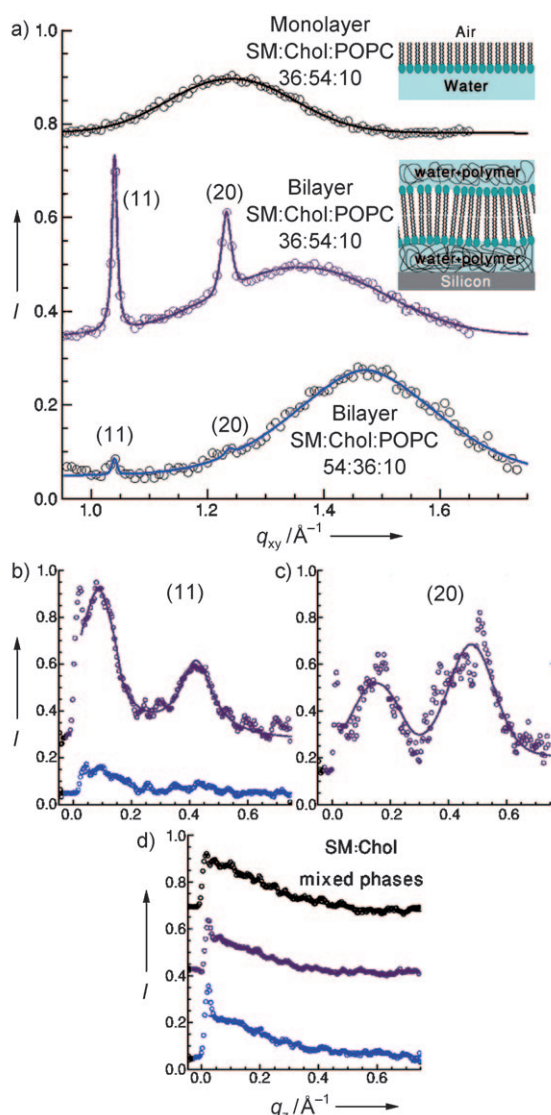 a)
Monolayer
SM:Chol:POPC
36:54:10
Air
Water
1.0
0.8
0.6
0.4
0.2
0.0
I
(11)
(20)
Bilayer
SM:Chol:POPC
36:54:10
water+polymer
water+polymer
Silicon
(11)
(20)
Bilayer
SM:Chol:POPC
54:36:10
1.0
1.2
1.4
1.6
qxy /Å⁻¹
b)
(11)
1.0
0.8
0.6
0.4
0.2
0.0
I
0.0
0.2
0.4
0.6
c)
(20)
1.0
0.8
0.6
0.4
0.2
0.0
0.0
0.2
0.4
0.6
d)
SM:Chol
mixed phases
1.0
0.8
0.6
0.4
0.2
0.0
I
0.0
0.2
0.4
0.6
qz /Å⁻¹